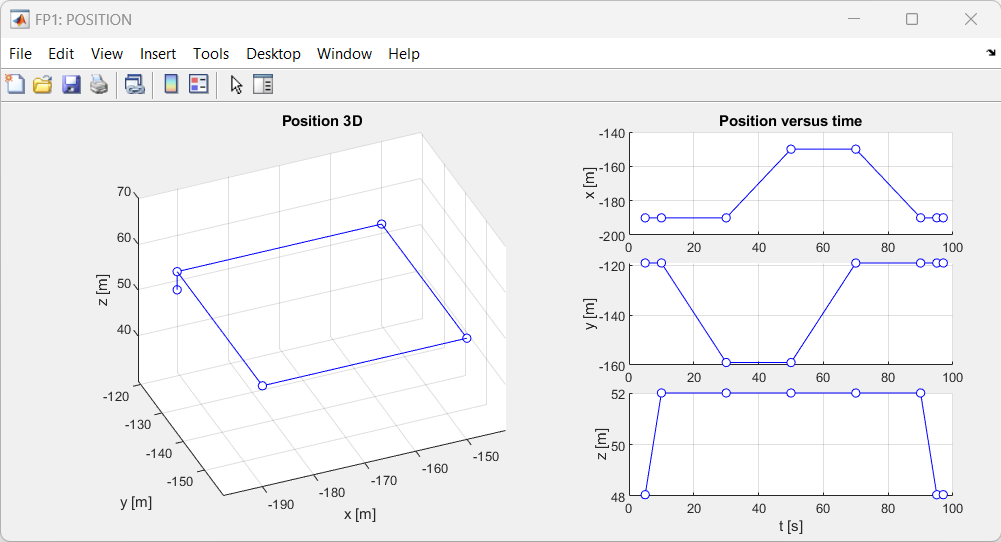 FP1: POSITION
File Edit View Insert Tools Desktop Window Help
Position 3D
70
60
50
40
z [m]
-120
-130
-140
-150
y [m]
-190
-180
-170
-160
-150
x [m]
Position versus time
-140
-160
-180
-200
x [m]
0 20 40 60 80 100
-120
-140
-160
y [m]
0 20 40 60 80 100
52
50
48
z [m]
0 20 40 60 80 100
t [s]